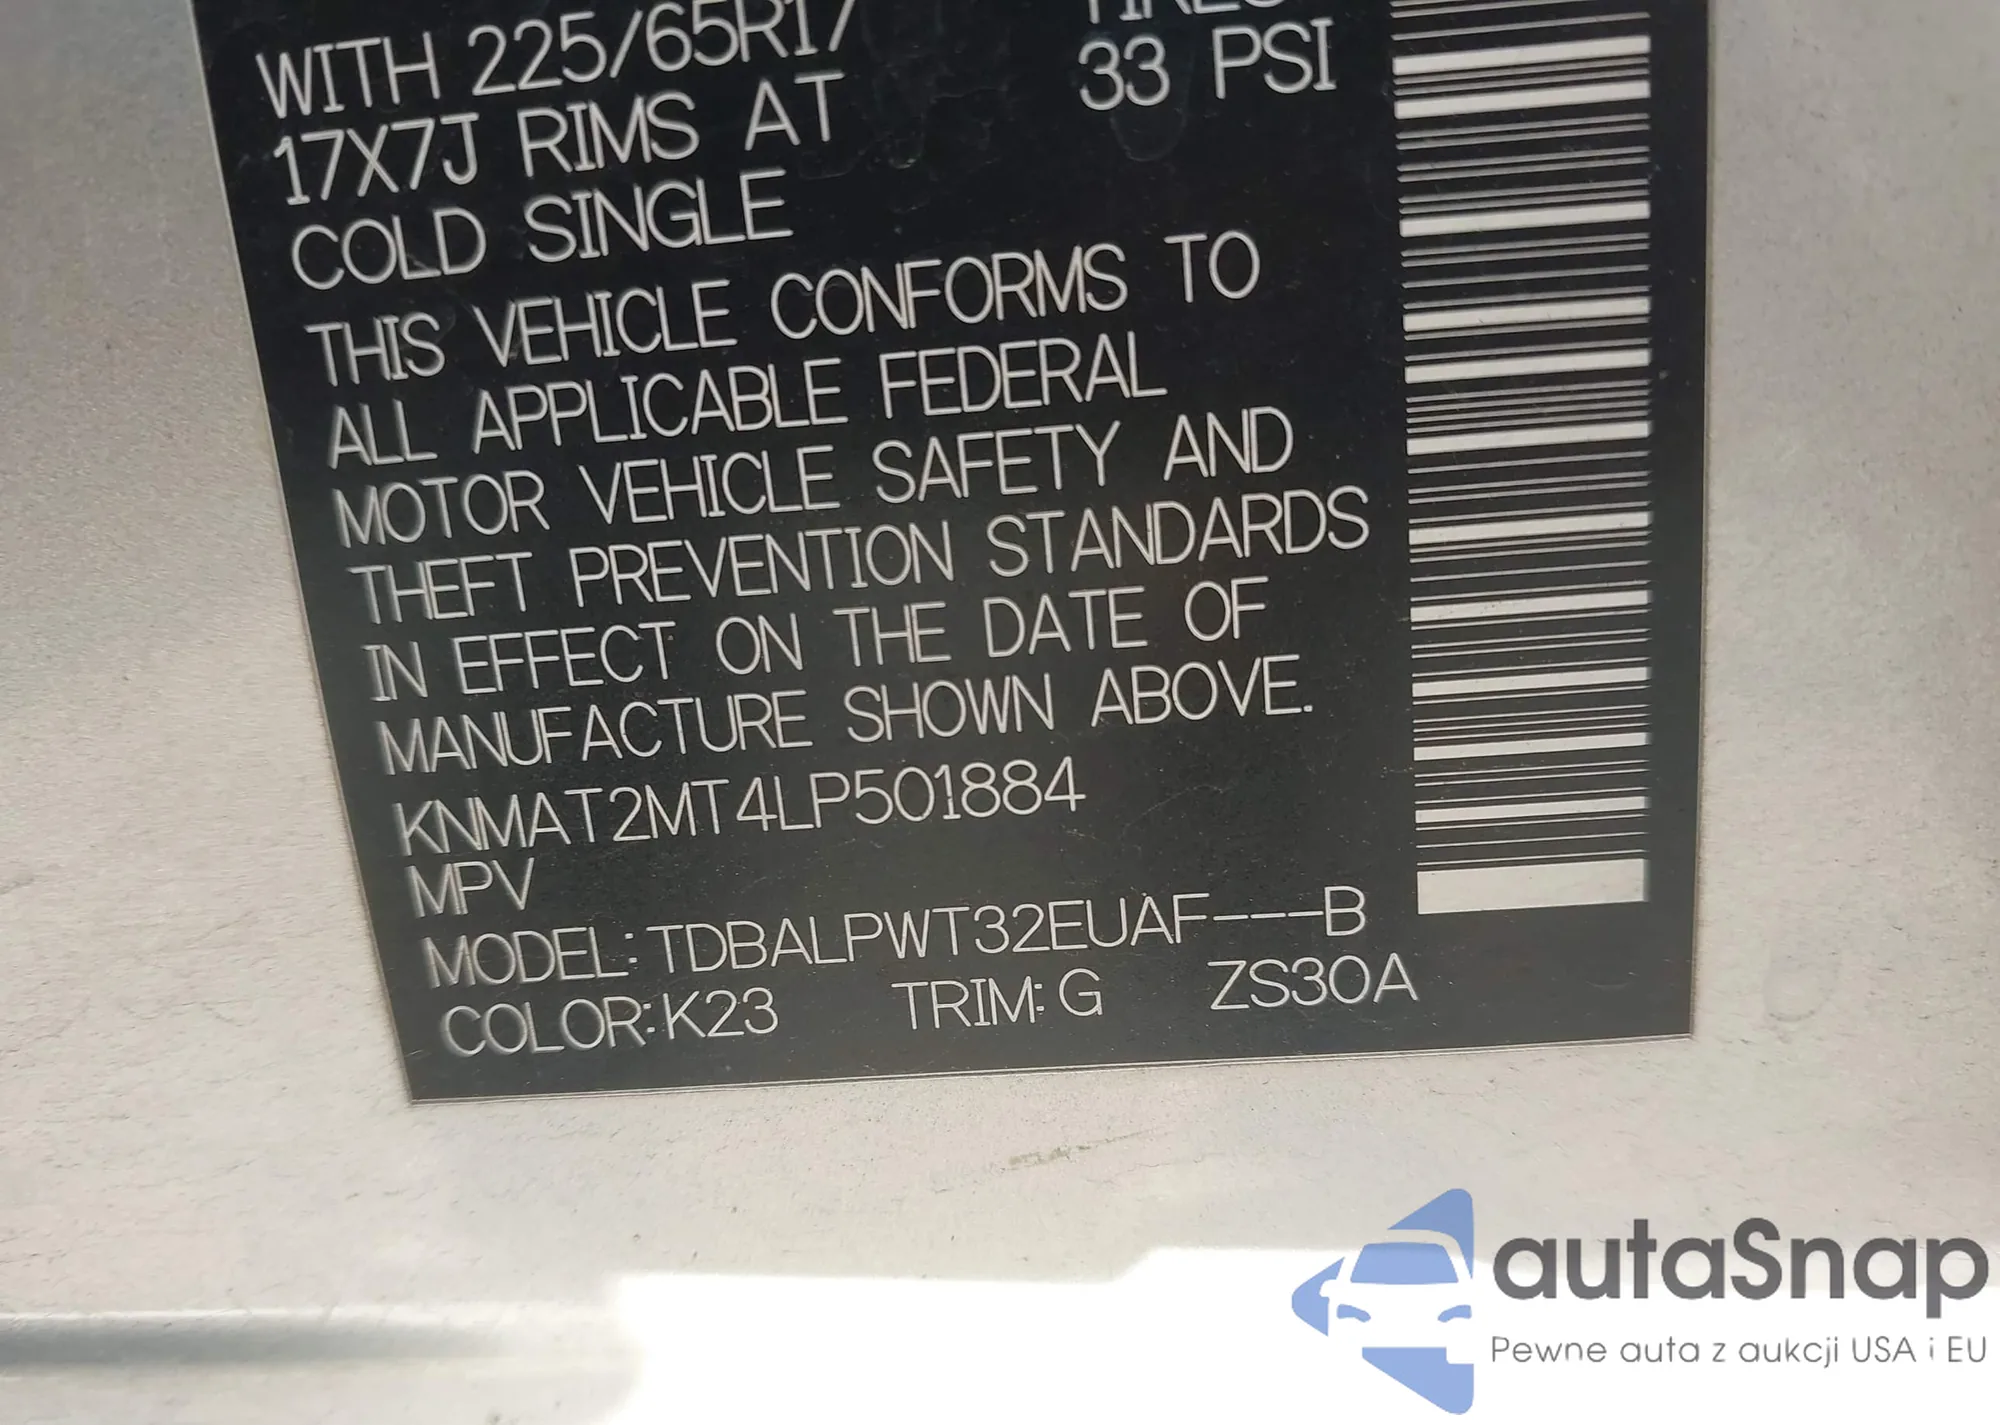 WITH 225/65R17 TIRES
17X7J RIMS AT 33 PSI
COLD SINGLE
THIS VEHICLE CONFORMS TO
ALL APPLICABLE FEDERAL
MOTOR VEHICLE SAFETY AND
THEFT PREVENTION STANDARDS
IN EFFECT ON THE DATE OF
MANUFACTURE SHOWN ABOVE.
KNMAT2MT4LP501884
MPV
MODEL:TDBALPWT32EUAF---B
COLOR:K23 TRIM:G ZS30A
autaSnap
Pewne auta z aukcji USA i EU